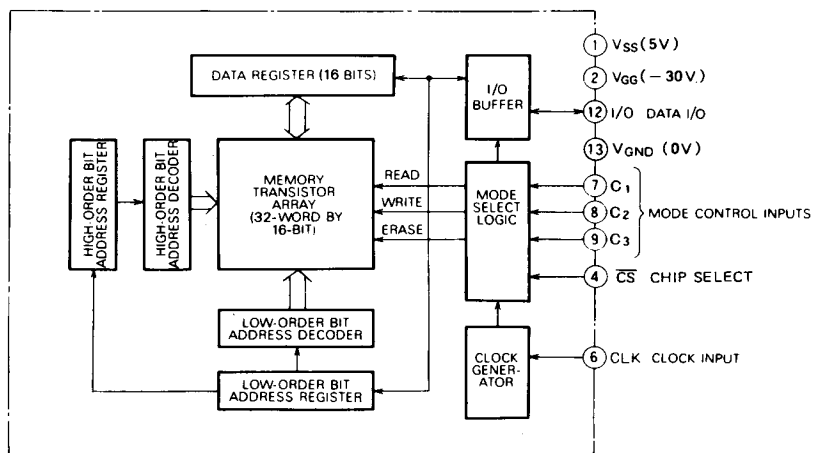 DATA REGISTER (16 BITS)
I/O
BUFFER
1 VSS (5V)
2 VGG (−30V.)
12 I/O DATA I/O
13 VGND (0V)
HIGH-ORDER BIT
ADDRESS REGISTER
HIGH-ORDER BIT
ADDRESS DECODER
MEMORY
TRANSISTOR
ARRAY
(32-WORD BY
16-BIT)
READ
WRITE
ERASE
MODE
SELECT
LOGIC
7 C1
8 C2
9 C3
MODE CONTROL INPUTS
4 C̅S̅ CHIP SELECT
LOW-ORDER BIT
ADDRESS DECODER
LOW-ORDER BIT
ADDRESS REGISTER
CLOCK
GENER-
ATOR
6 CLK CLOCK INPUT